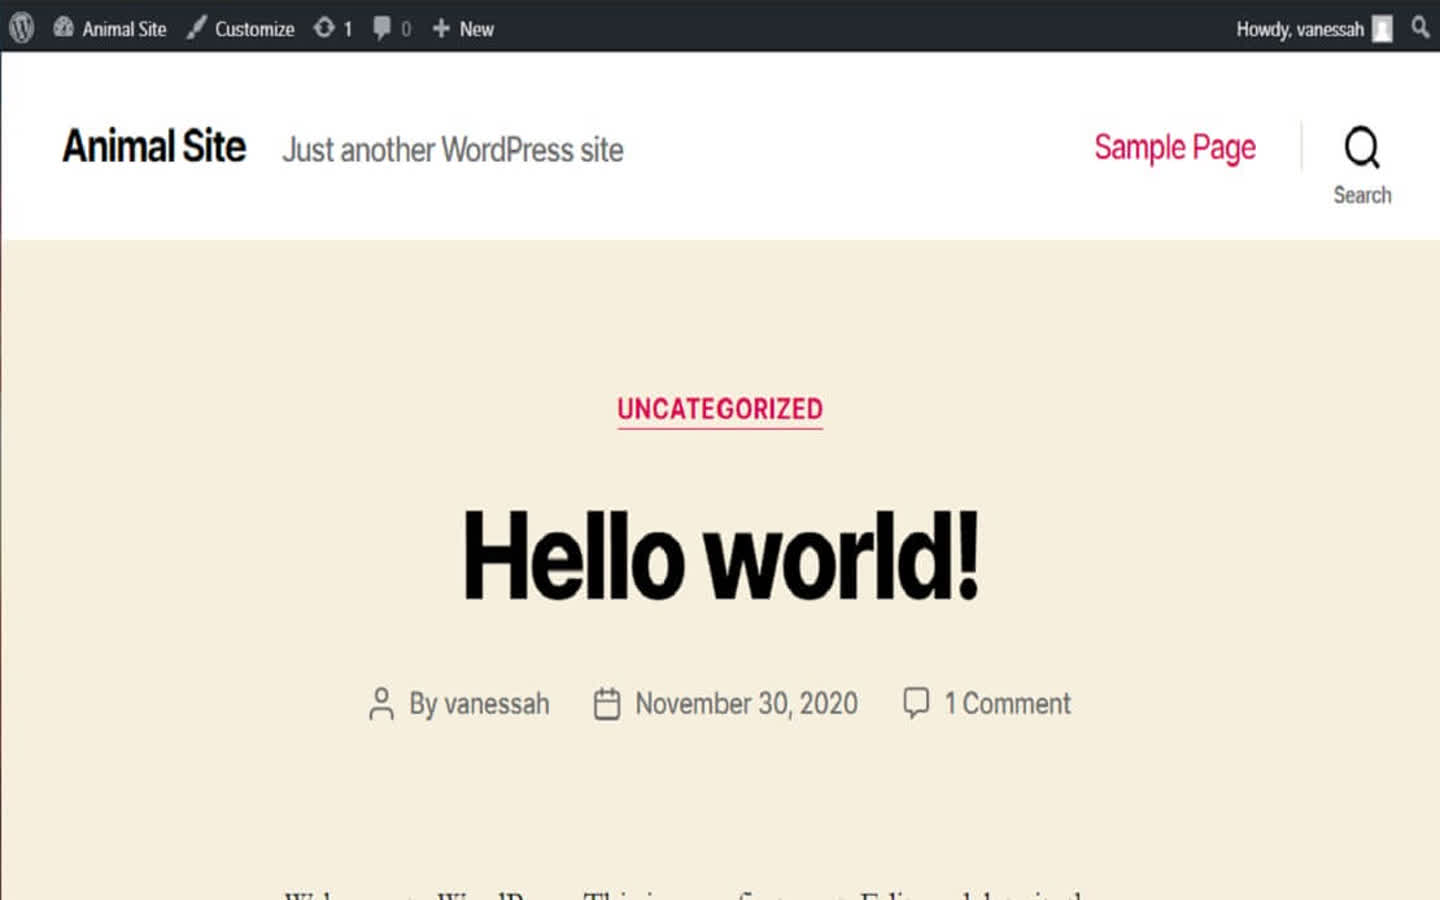 Animal Site Customize 1 0 New Howdy, vanessah
Animal Site Just another WordPress site Sample Page
Search
UNCATEGORIZED
Hello world!
By vanessah November 30, 2020 1 Comment